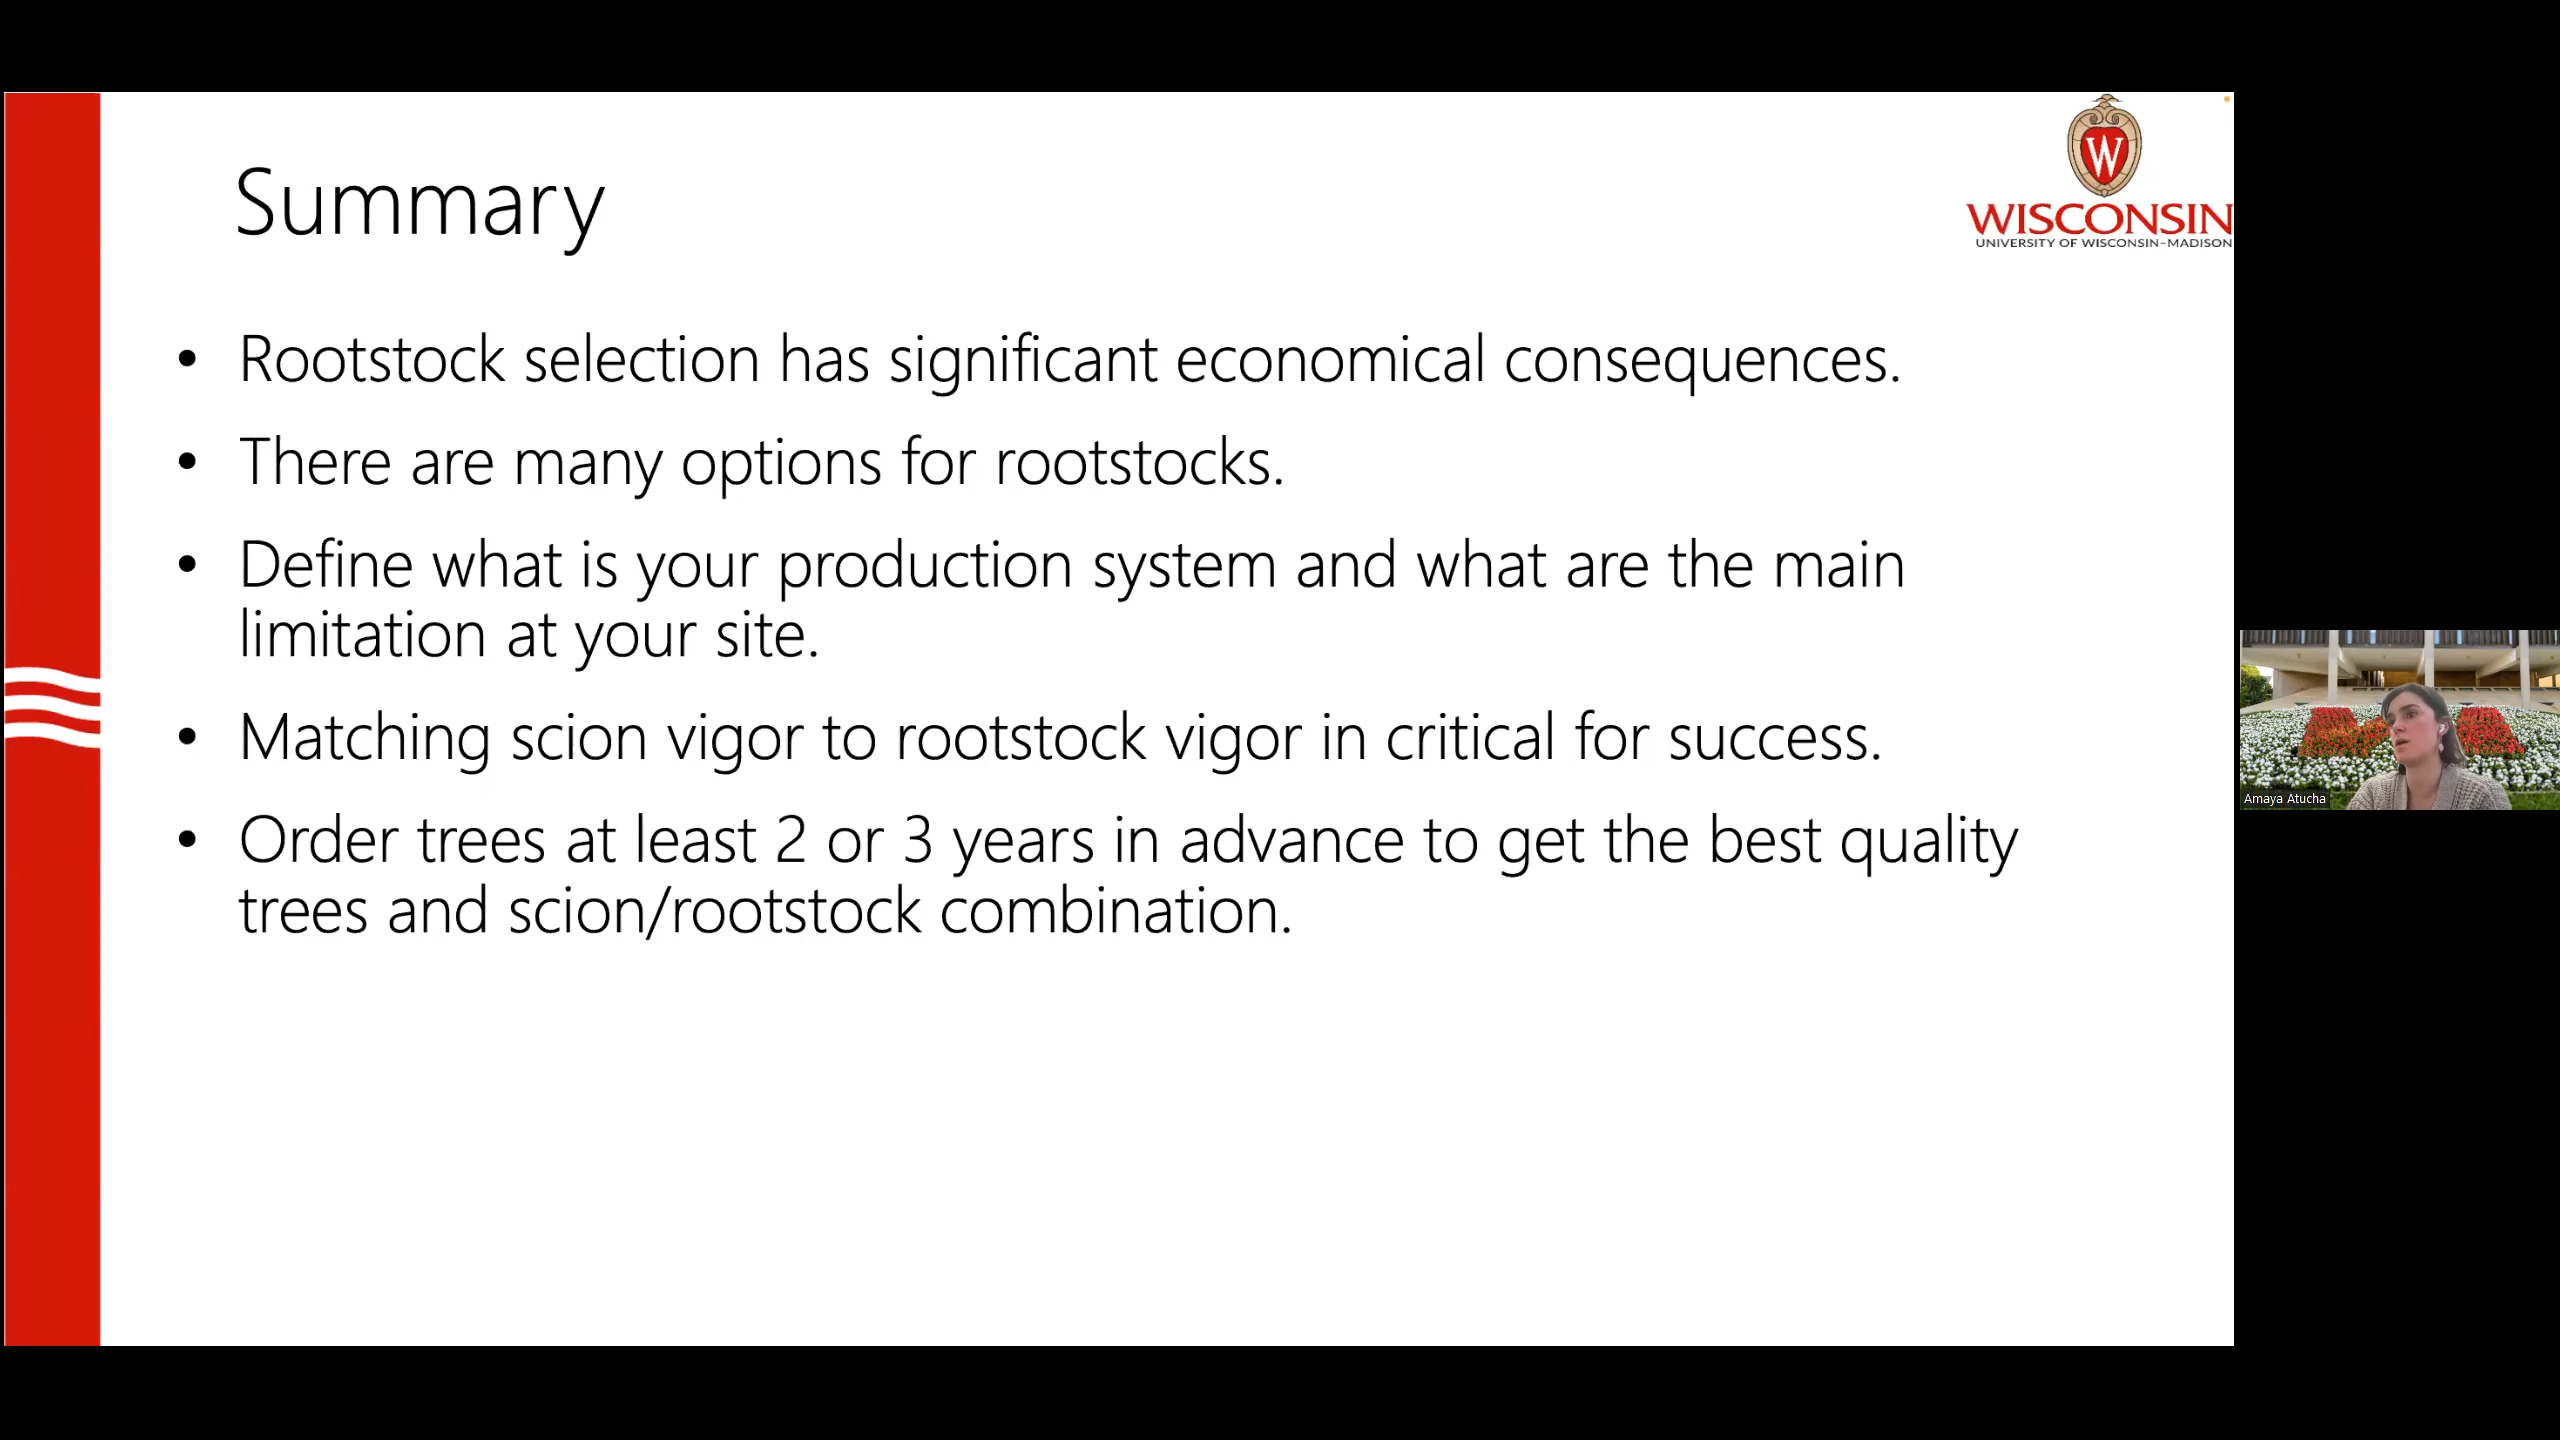 W
WISCONSIN
UNIVERSITY OF WISCONSIN–MADISON
Summary
• Rootstock selection has significant economical consequences.
• There are many options for rootstocks.
• Define what is your production system and what are the main
limitation at your site.
• Matching scion vigor to rootstock vigor in critical for success.
• Order trees at least 2 or 3 years in advance to get the best quality
trees and scion/rootstock combination.
Amaya Atucha